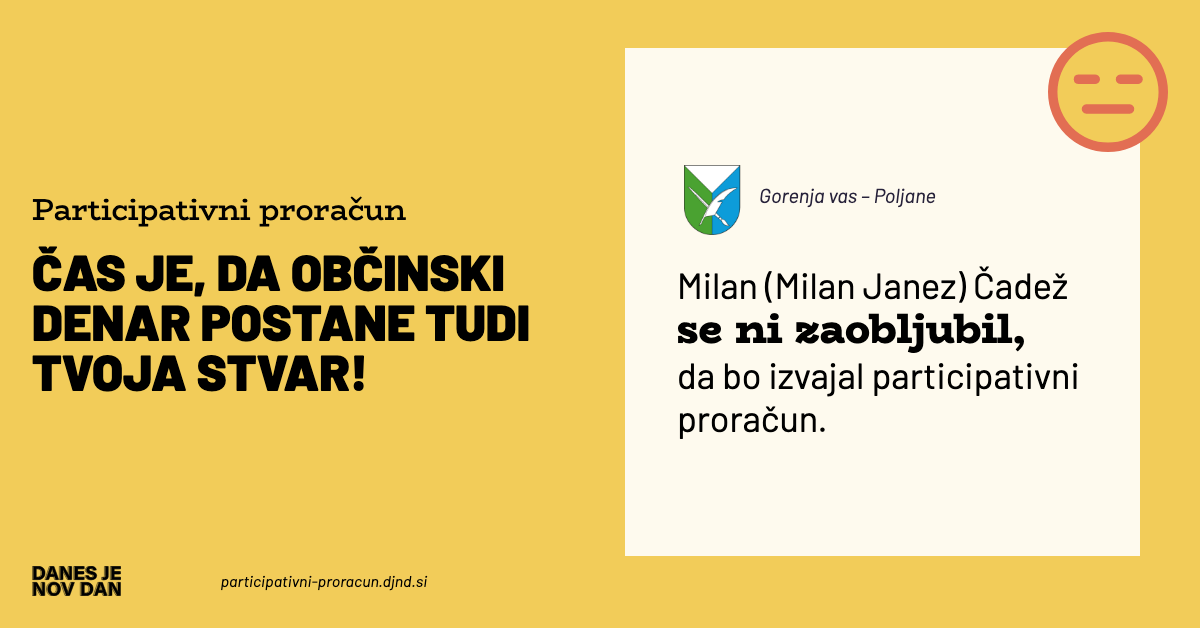 Participativni proračun
ČAS JE, DA OBČINSKI
DENAR POSTANE TUDI
TVOJA STVAR!
DANES JE
NOV DAN
participativni-proracun.djnd.si
Gorenja vas – Poljane
Milan (Milan Janez) Čadež
se ni zaobljubil,
da bo izvajal participativni
proračun.